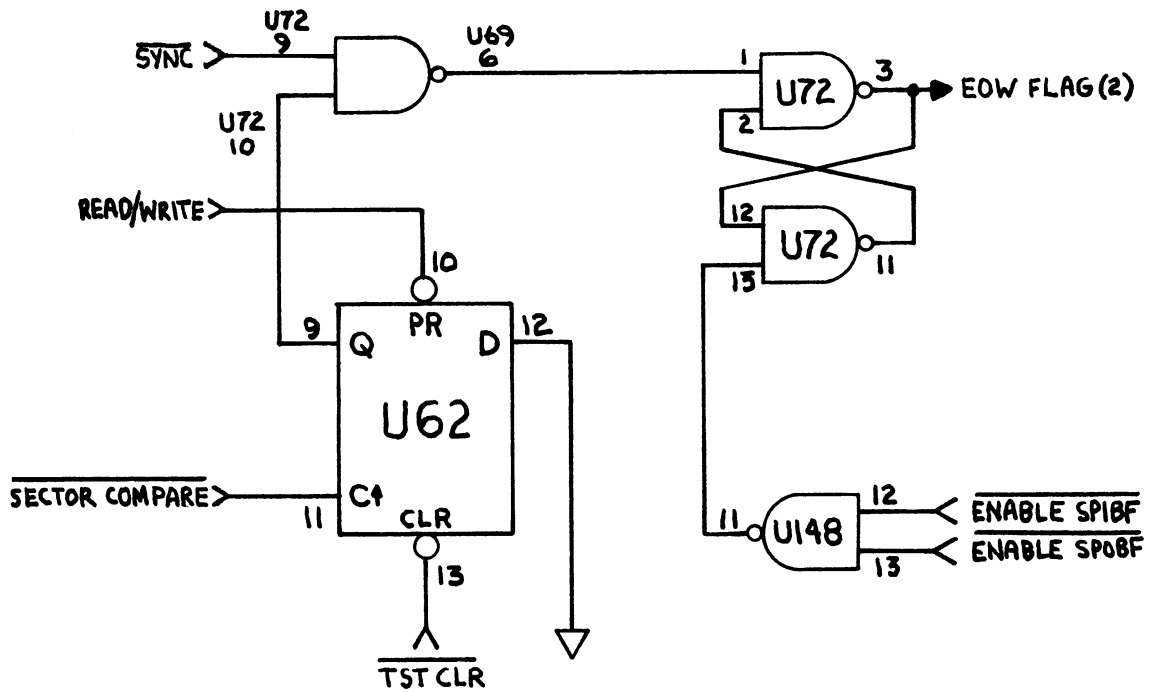 U72
9
SYNC
U69
6
1
3
U72
EOW FLAG (2)
2
U72
10
READ/WRITE
12
U72
11
13
10
PR
9
Q
D
12
U62
SECTOR COMPARE
11
C↑
CLR
13
TST CLR
11
U148
12
ENABLE SPIBF
13
ENABLE SPOBF